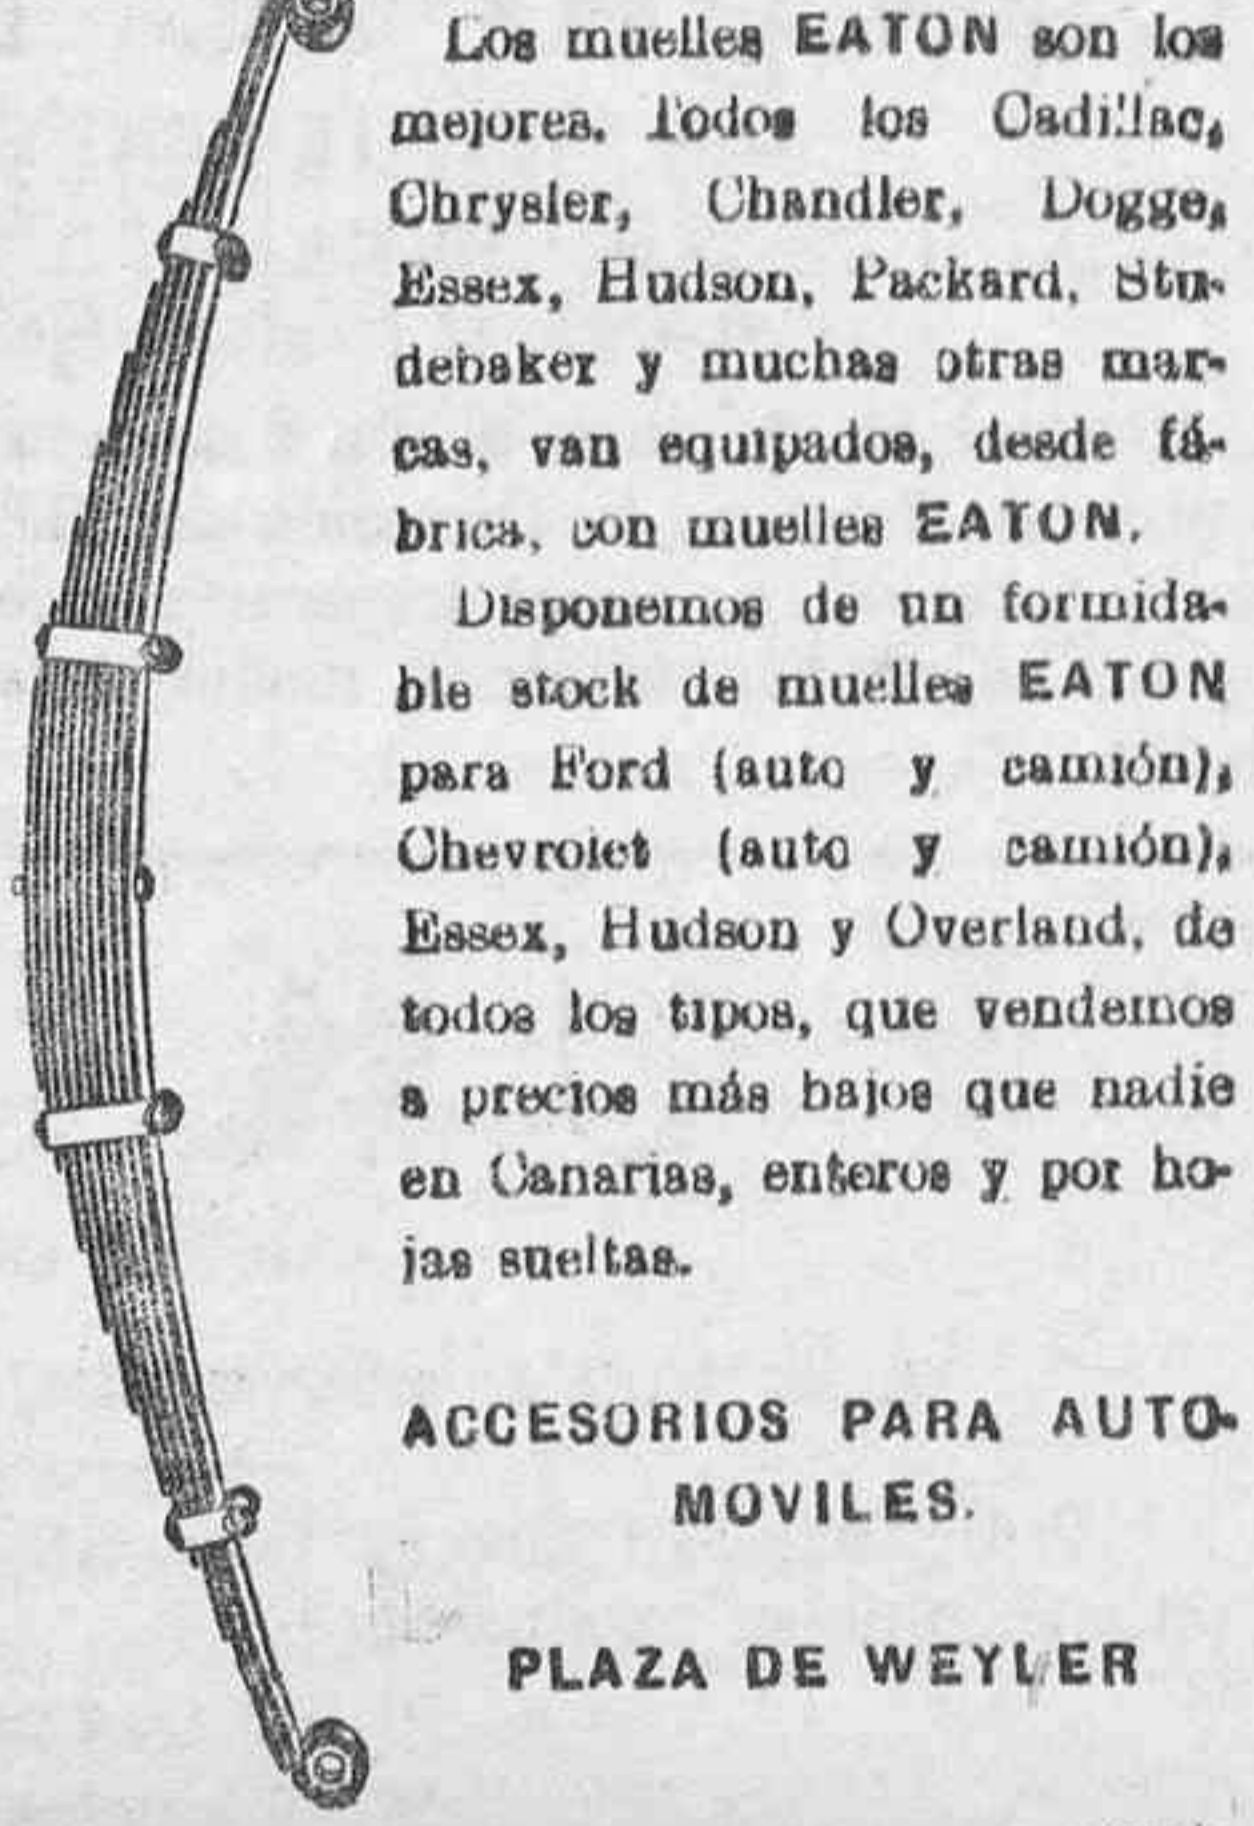 Los muelles EATON son los
mejores. Todos los Cadillac,
Chrysler, Chandler, Dogge,
Essex, Hudson, Packard, Stu-
debaker y muchas otras mar-
cas, van equipados, desde fá-
brica, con muelles EATON.
Disponemos de un formida-
ble stock de muelles EATON
para Ford (auto y camión),
Chevrolet (auto y camión),
Essex, Hudson y Overland, de
todos los tipos, que vendemos
a precios más bajos que nadie
en Canarias, enteros y por ho-
jas sueltas.
ACCESORIOS PARA AUTO-
MOVILES.
PLAZA DE WEYLER